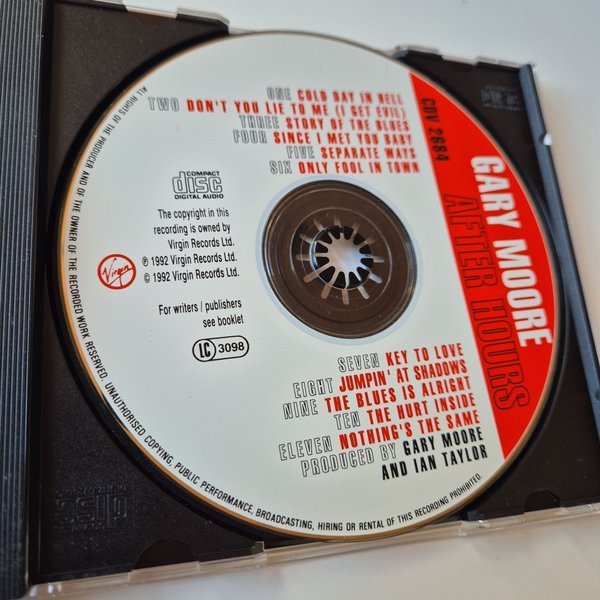 ONE COLD DAY IN HELL
TWO DON'T YOU LIE TO ME (I GET EVIL)
THREE STORY OF THE BLUES
FOUR SINCE I MET YOU BABY
FIVE SEPARATE WAYS
SIX ONLY FOOL IN TOWN
CDV 2684
GARY MOORE
AFTER HOURS
COMPACT
disc
DIGITAL AUDIO
The copyright in this
recording is owned by
Virgin Records Ltd.
℗ 1992 Virgin Records Ltd.
© 1992 Virgin Records Ltd.
Virgin
For writers / publishers
see booklet
LC 3098
SEVEN KEY TO LOVE
EIGHT JUMPIN' AT SHADOWS
NINE THE BLUES IS ALRIGHT
TEN THE HURT INSIDE
ELEVEN NOTHING'S THE SAME
PRODUCED BY GARY MOORE
AND IAN TAYLOR
ALL RIGHTS OF THE PRODUCER AND OF THE OWNER OF THE RECORDED WORK RESERVED. UNAUTHORISED COPYING, PUBLIC PERFORMANCE, BROADCASTING, HIRING OR RENTAL OF THIS RECORDING PROHIBITED.